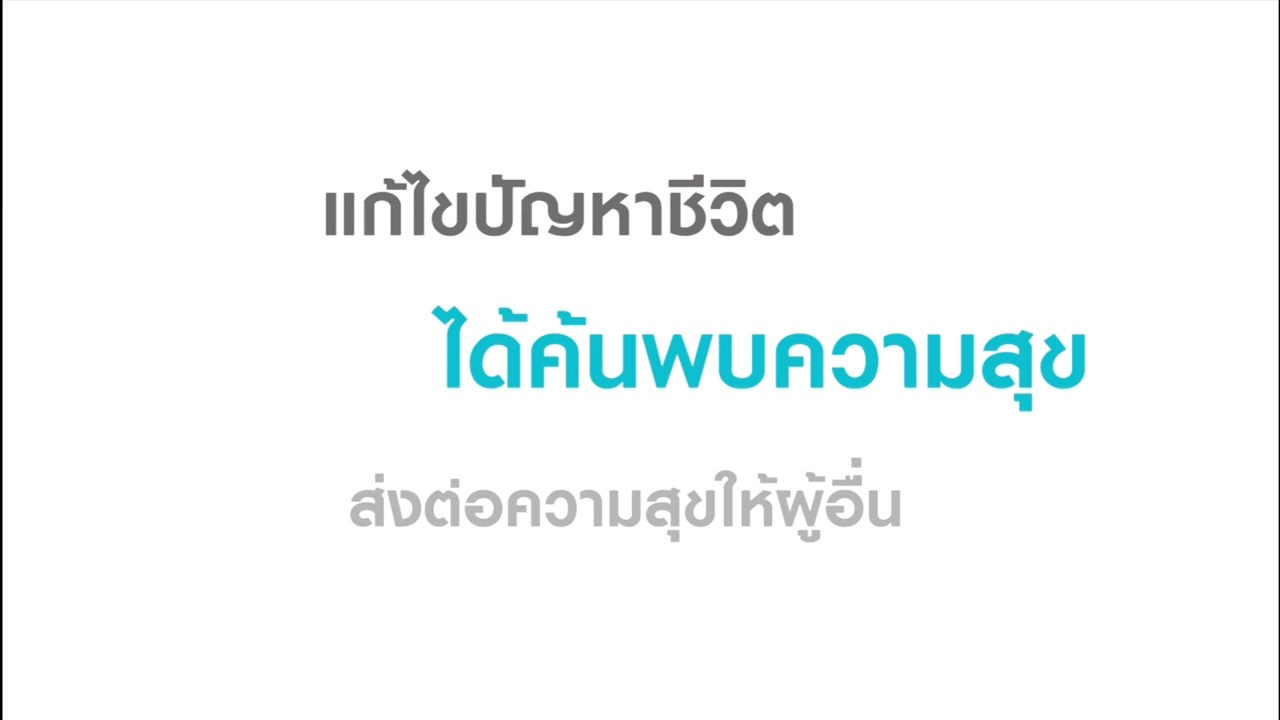 แก้ไขปัญหาชีวิต
ได้ค้นพบความสุข
ส่งต่อความสุขให้ผู้อื่น